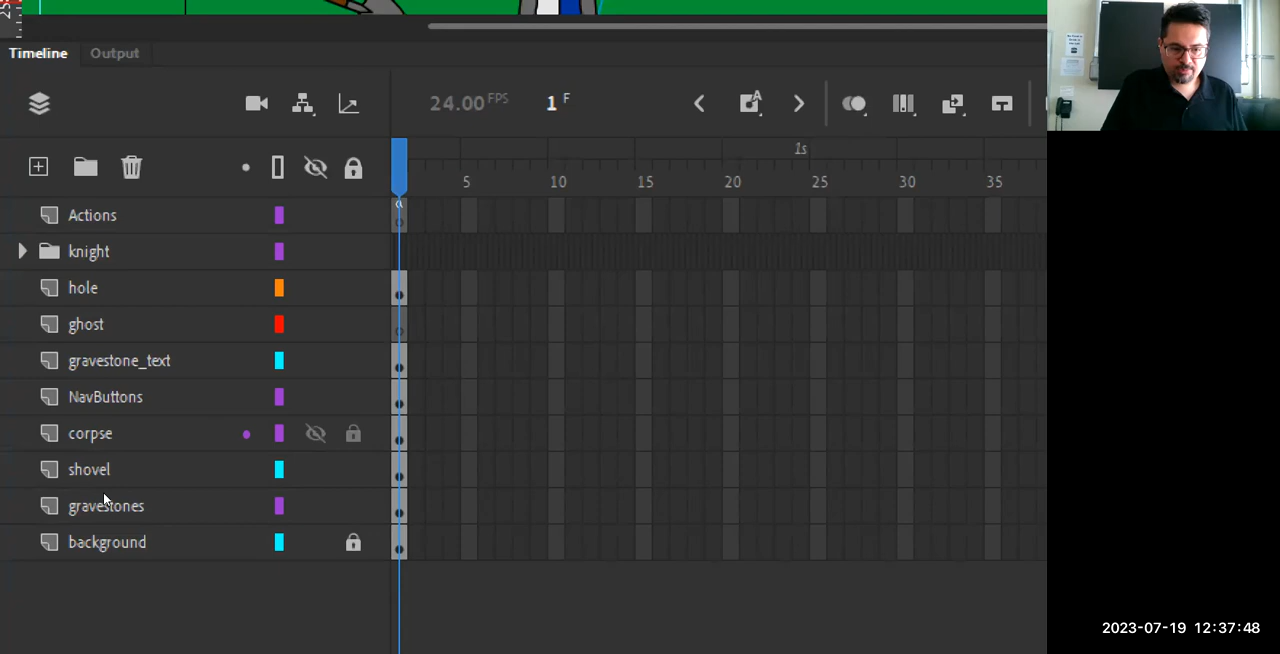 Timeline Output
24.00 FPS 1 F
1s
5 10 15 20 25 30 35
Actions
knight
hole
ghost
gravestone_text
NavButtons
corpse
shovel
gravestones
background
2023-07-19 12:37:48